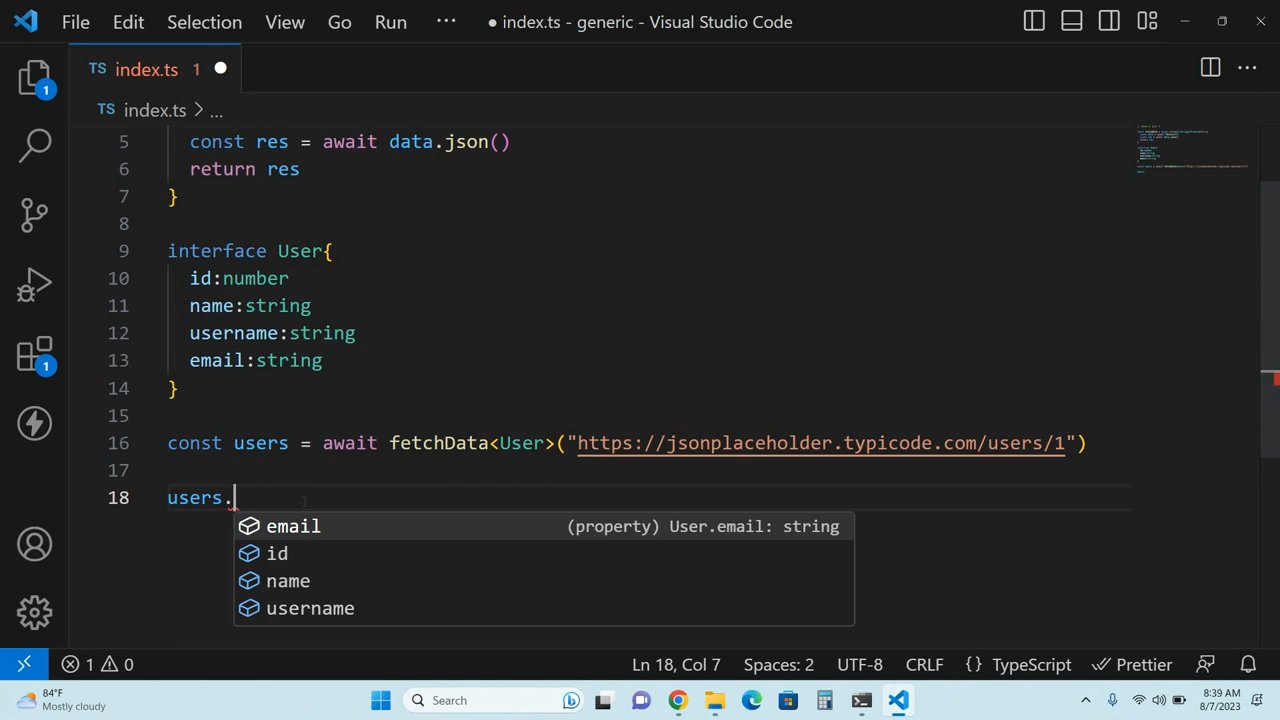 File Edit Selection View Go Run ··· ● index.ts - generic - Visual Studio Code
TS index.ts 1
TS index.ts > ...
5 const res = await data.json()
6 return res
7 }
8
9 interface User{
10 id:number
11 name:string
12 username:string
13 email:string
14 }
15
16 const users = await fetchData<User>("https://jsonplaceholder.typicode.com/users/1")
17
18 users.
email (property) User.email: string
id
name
username
1
1
1 0 Ln 18, Col 7 Spaces: 2 UTF-8 CRLF {} TypeScript Prettier
84°F
Mostly cloudy
Search
8:39 AM
8/7/2023